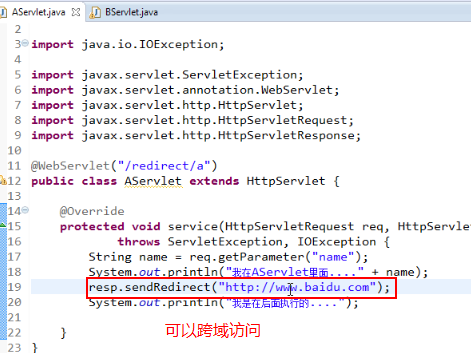 AServlet.java
BServlet.java
2
3 import java.io.IOException;
4
5 import javax.servlet.ServletException;
6 import javax.servlet.annotation.WebServlet;
7 import javax.servlet.http.HttpServlet;
8 import javax.servlet.http.HttpServletRequest;
9 import javax.servlet.http.HttpServletResponse;
10
11 @WebServlet("/redirect/a")
12 public class AServlet extends HttpServlet {
13
14 @Override
15 protected void service(HttpServletRequest req, HttpServlet
16 throws ServletException, IOException {
17 String name = req.getParameter("name");
18 System.out.println("我在AServlet里面...." + name);
19 resp.sendRedirect("http://www.baidu.com");
20 System.out.println("我是在后面执行的....");
21
22 }
23 }
可以跨域访问